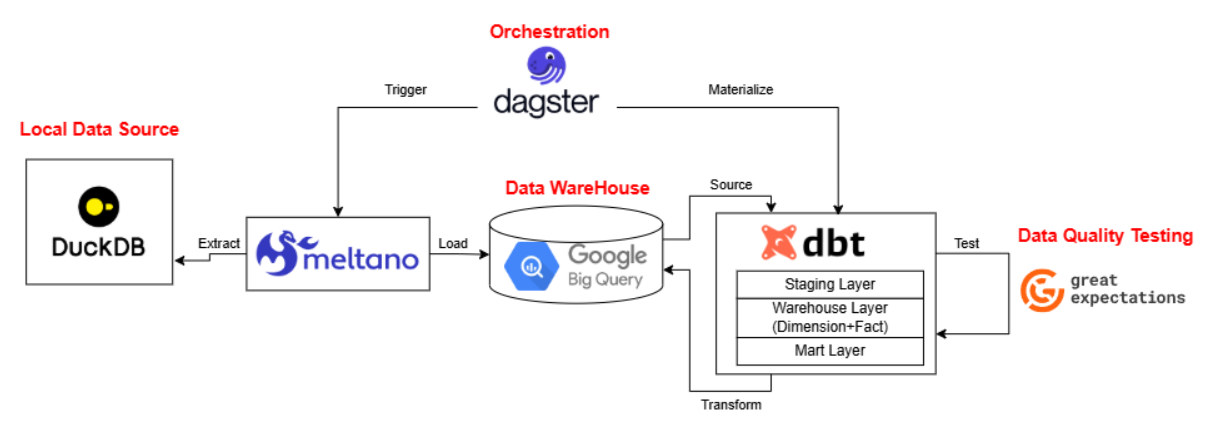 Orchestration
dagster
Trigger
Materialize
Local Data Source
DuckDB
Extract
meltano
Load
Data WareHouse
Google
Big Query
Source
dbt
Staging Layer
Warehouse Layer
(Dimension+Fact)
Mart Layer
Transform
Test
Data Quality Testing
great
expectations